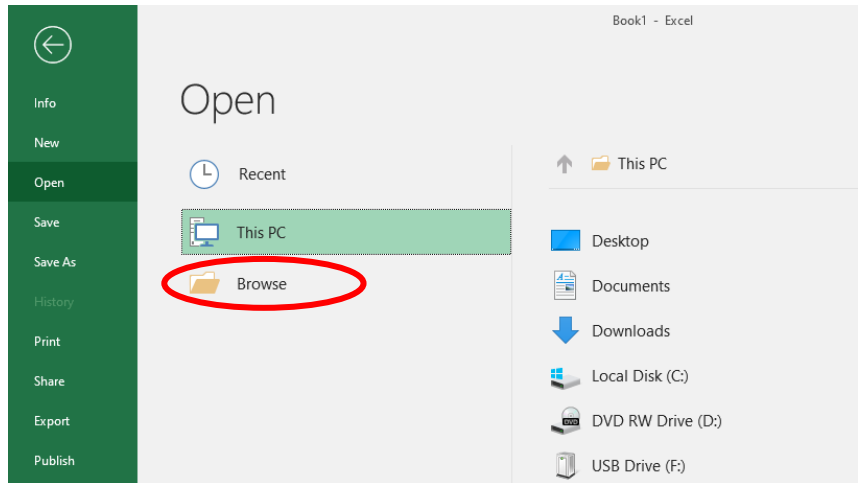 Book1 - Excel
Info
New
Open
Save
Save As
History
Print
Share
Export
Publish
Open
Recent
This PC
Browse
This PC
Desktop
Documents
Downloads
Local Disk (C:)
DVD RW Drive (D:)
USB Drive (F:)